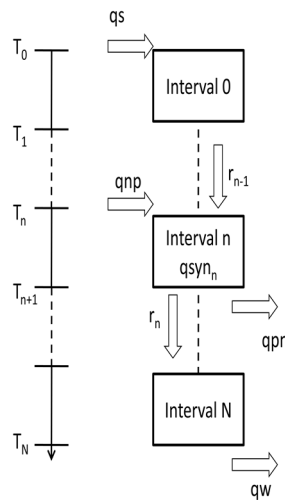 qs
T0
Interval 0
T1
rn-1
qnp
Tn
Interval n
qsynn
Tn+1
rn
qpr
Interval N
TN
qw